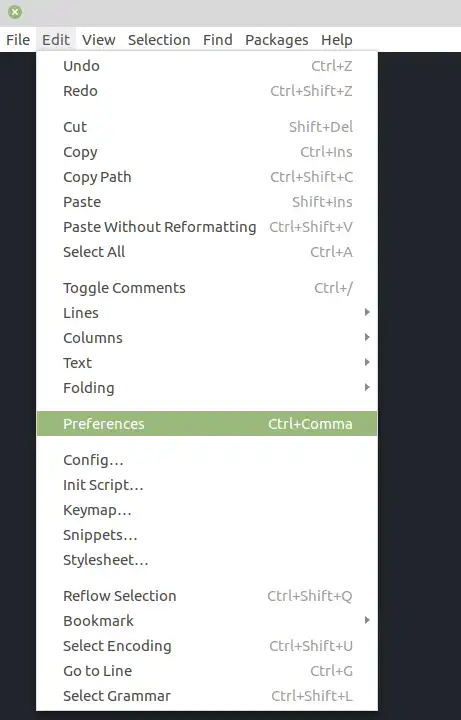 File Edit View Selection Find Packages Help
Undo Ctrl+Z
Redo Ctrl+Shift+Z
Cut Shift+Del
Copy Ctrl+Ins
Copy Path Ctrl+Shift+C
Paste Shift+Ins
Paste Without Reformatting Ctrl+Shift+V
Select All Ctrl+A
Toggle Comments Ctrl+/
Lines
Columns
Text
Folding
Preferences Ctrl+Comma
Config…
Init Script…
Keymap…
Snippets…
Stylesheet…
Reflow Selection Ctrl+Shift+Q
Bookmark
Select Encoding Ctrl+Shift+U
Go to Line Ctrl+G
Select Grammar Ctrl+Shift+L